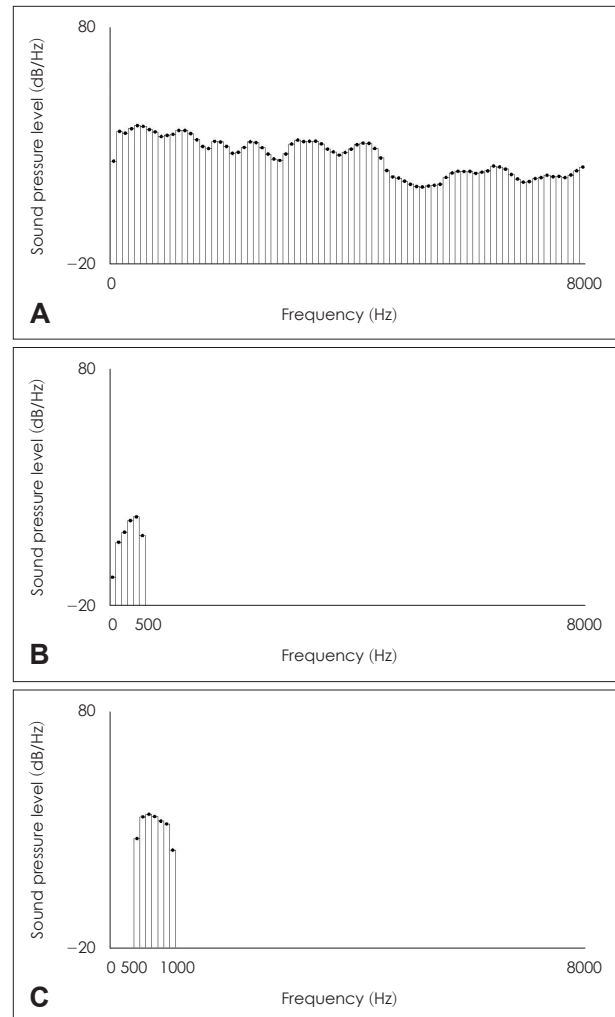 80
Sound pressure level (dB/Hz)
−20
0 8000
Frequency (Hz)
A
80
Sound pressure level (dB/Hz)
−20
0 500 8000
Frequency (Hz)
B
80
Sound pressure level (dB/Hz)
−20
0 500 1000 8000
Frequency (Hz)
C